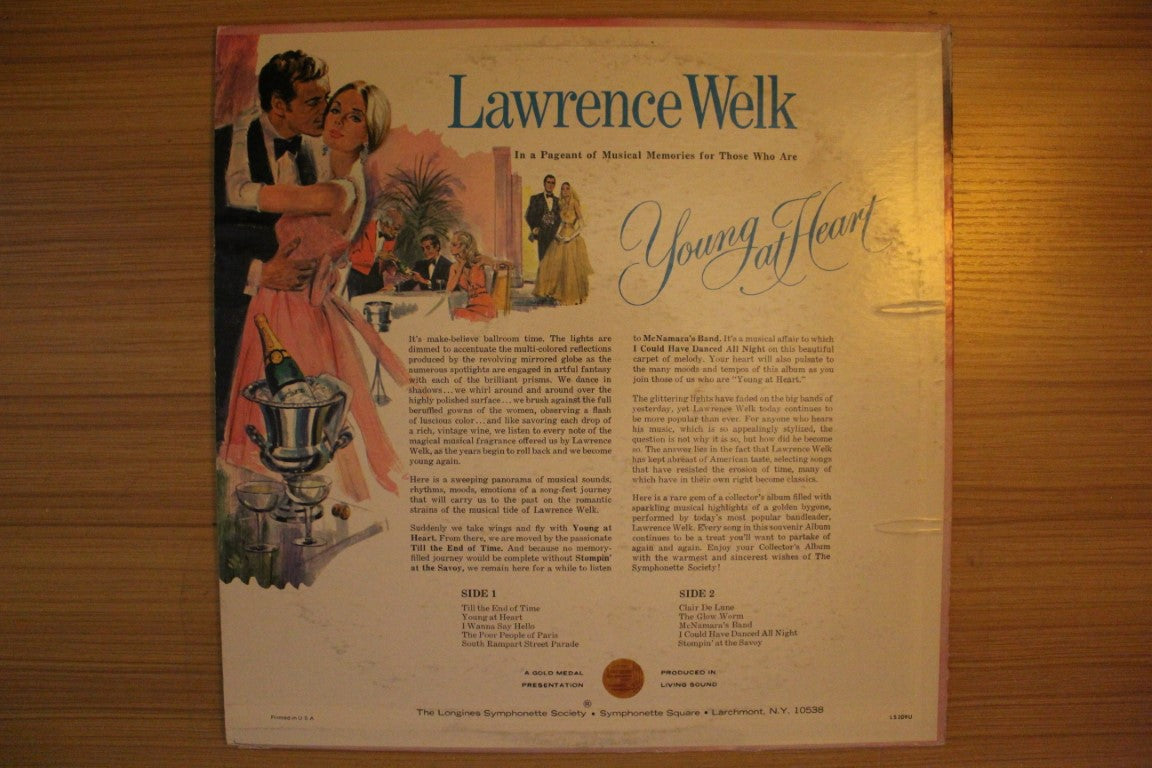 Lawrence Welk
In a Pageant of Musical Memories for Those Who Are
Young at Heart
It's make-believe ballroom time. The lights are
dimmed to accentuate the multi-colored reflections
produced by the revolving mirrored globe as the
numerous spotlights are engaged in artful fantasy
with each of the brilliant prisms. We dance in
shadows...we whirl around and around over the
highly polished surface...we brush against the full
beruffled gowns of the women, observing a flash
of luscious color...and like savoring each drop of
a rich, vintage wine, we listen to every note of the
magical musical fragrance offered us by Lawrence
Welk, as the years begin to roll back and we become
young again.
Here is a sweeping panorama of musical sounds,
rhythms, moods, emotions of a song-fest journey
that will carry us to the past on the romantic
strains of the musical tide of Lawrence Welk.
Suddenly we take wings and fly with Young at
Heart. From there, we are moved by the passionate
Till the End of Time. And because no memory-
filled journey would be complete without Stompin'
at the Savoy, we remain here for a while to listen
to McNamara's Band. It's a musical affair to which
I Could Have Danced All Night on this beautiful
carpet of melody. Your heart will also pulsate to
the many moods and tempos of this album as you
join those of us who are "Young at Heart."
The glittering lights have faded on the big bands of
yesterday, yet Lawrence Welk today continues to
be more popular than ever. For anyone who hears
his music, which is so appealingly stylized, the
question is not why it is so, but how did he become
so. The answer lies in the fact that Lawrence Welk
has kept abreast of American taste, selecting songs
that have resisted the erosion of time, many of
which have in their own right become classics.
Here is a rare gem of a collector's album filled with
sparkling musical highlights of a golden bygone,
performed by today's most popular bandleader,
Lawrence Welk. Every song in this souvenir Album
continues to be a treat you'll want to partake of
again and again. Enjoy your Collector's Album
with the warmest and sincerest wishes of The
Symphonette Society!
SIDE 1
Till the End of Time
Young at Heart
I Wanna Say Hello
The Poor People of Paris
South Rampart Street Parade
SIDE 2
Clair De Lune
The Glow Worm
McNamara's Band
I Could Have Danced All Night
Stompin' at the Savoy
A GOLD MEDAL
PRESENTATION
PRODUCED IN
LIVING SOUND
®
The Longines Symphonette Society • Symphonette Square • Larchmont, N.Y. 10538
Printed in U.S.A.